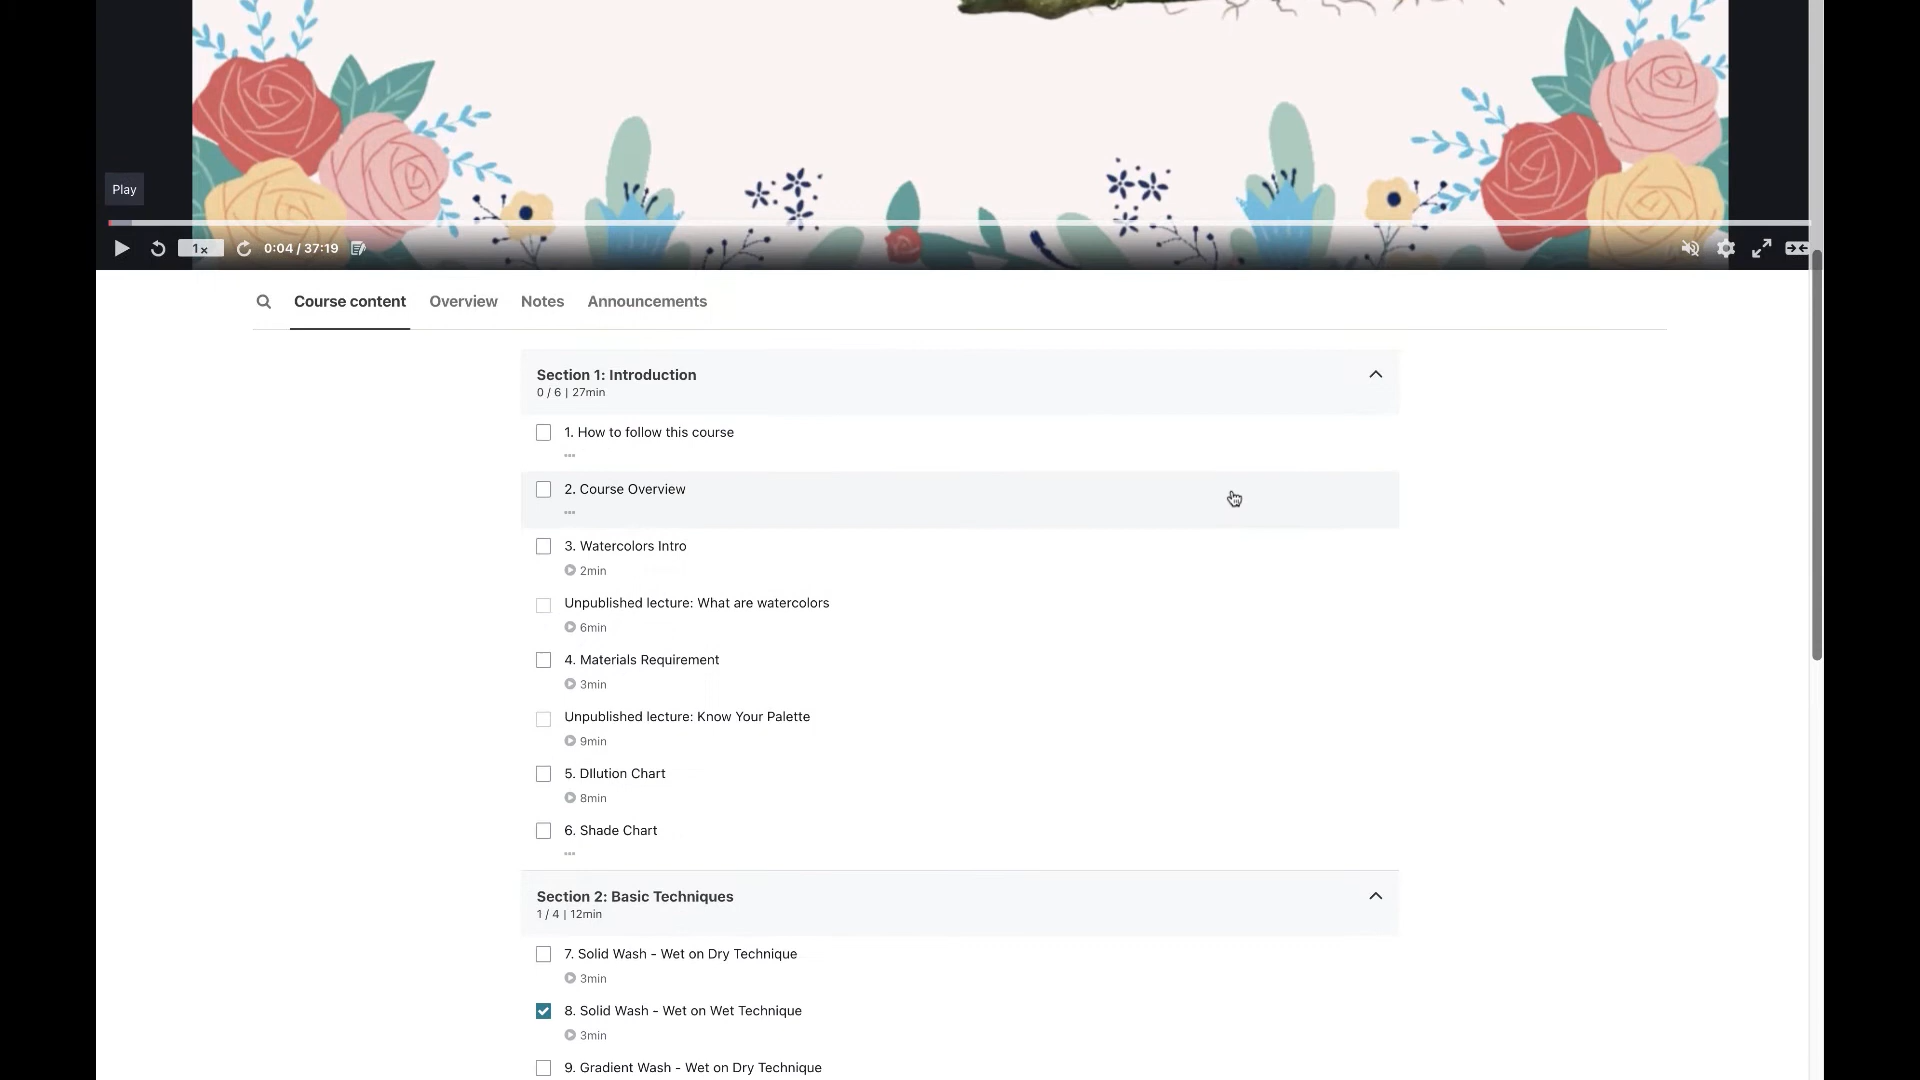 Play
1x
0:04 / 37:19
Course content
Overview
Notes
Announcements
Section 1: Introduction
0 / 6 | 27min
1. How to follow this course
2. Course Overview
3. Watercolors Intro
2min
Unpublished lecture: What are watercolors
6min
4. Materials Requirement
3min
Unpublished lecture: Know Your Palette
9min
5. DIlution Chart
8min
6. Shade Chart
Section 2: Basic Techniques
1 / 4 | 12min
7. Solid Wash - Wet on Dry Technique
3min
8. Solid Wash - Wet on Wet Technique
3min
9. Gradient Wash - Wet on Dry Technique